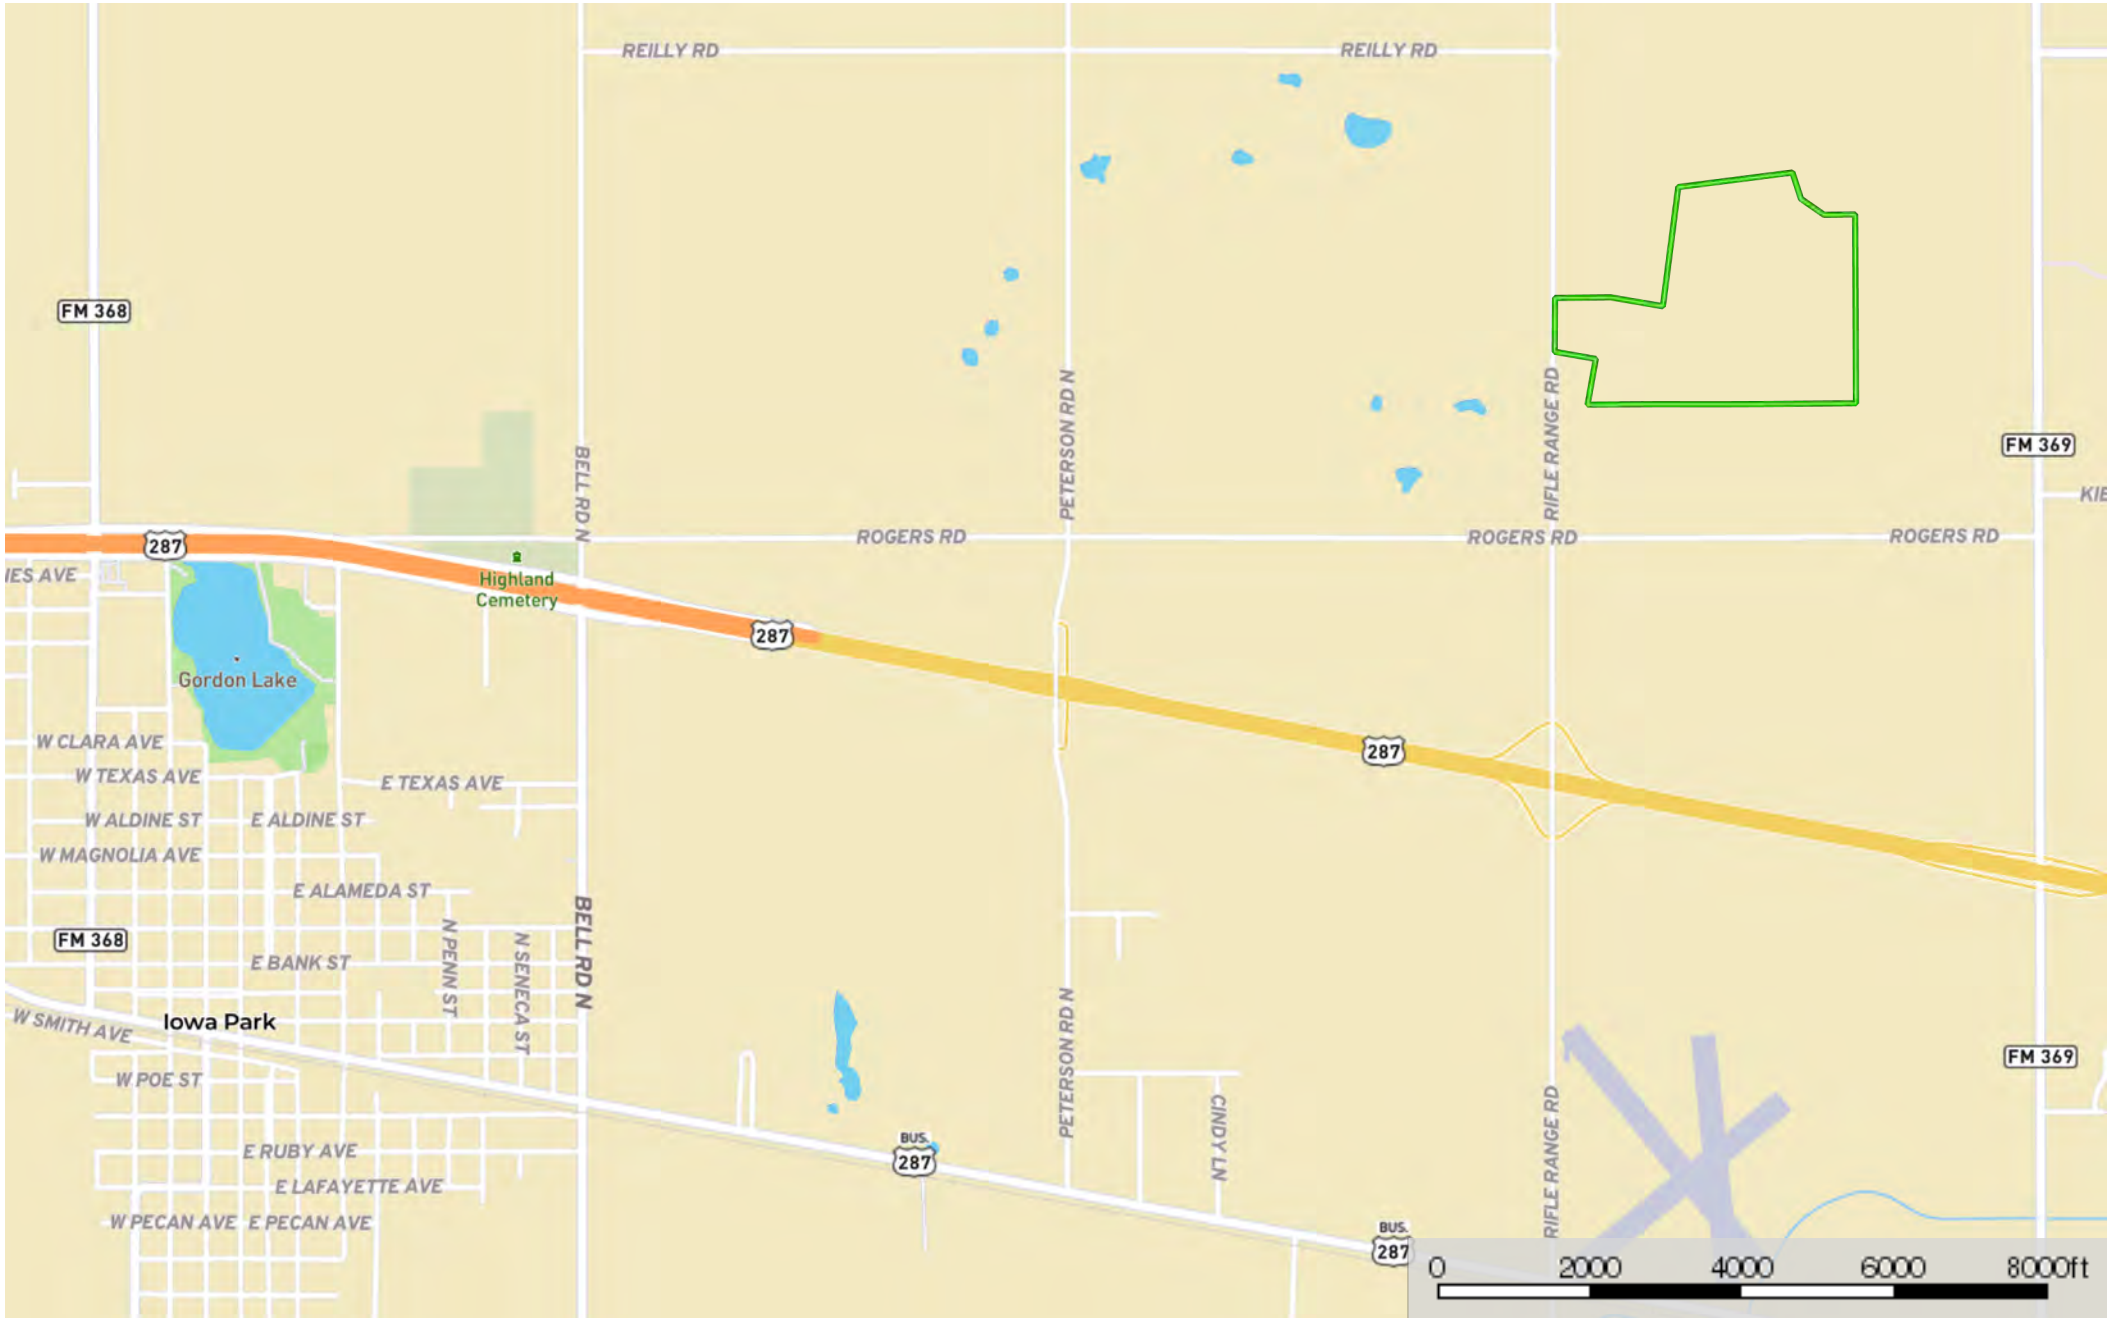 REILLY RD
REILLY RD
FM 368
BELL RD N
PETERSON RD N
RIFLE RANGE RD
FM 369
KIE
287
ROGERS RD
ROGERS RD
ROGERS RD
IES AVE
Highland
Cemetery
287
Gordon Lake
W CLARA AVE
287
W TEXAS AVE
E TEXAS AVE
W ALDINE ST
E ALDINE ST
W MAGNOLIA AVE
E ALAMEDA ST
BELL RD N
FM 368
N PENN ST
N SENECA ST
E BANK ST
W SMITH AVE
Iowa Park
PETERSON RD N
FM 369
W POE ST
CINDY LN
RIFLE RANGE RD
E RUBY AVE
BUS.
287
E LAFAYETTE AVE
W PECAN AVE
E PECAN AVE
BUS.
287
0 2000 4000 6000 8000ft